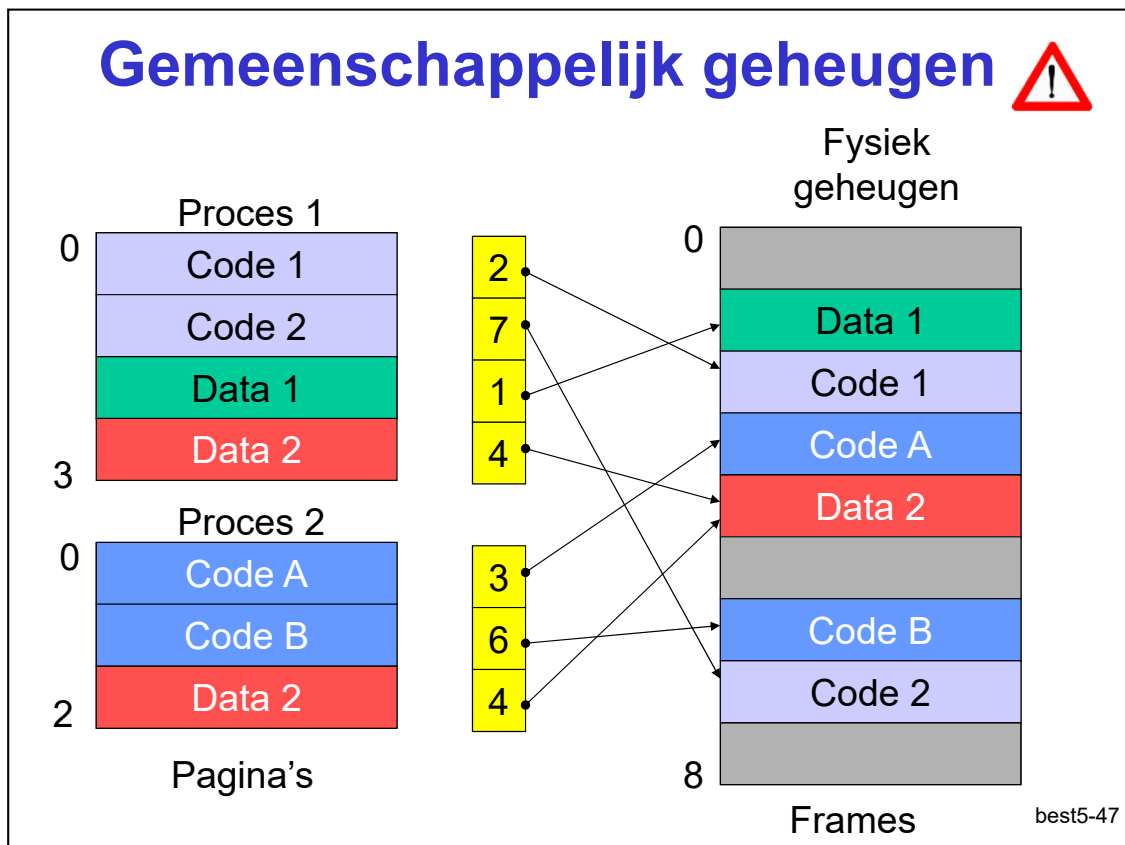 Gemeenschappelijk geheugen
Proces 1
0
Code 1
Code 2
Data 1
Data 2
3
2
7
1
4
Proces 2
0
Code A
Code B
Data 2
2
3
6
4
Pagina's
Fysiek
geheugen
0
Data 1
Code 1
Code A
Data 2
Code B
Code 2
8
Frames
best5-47